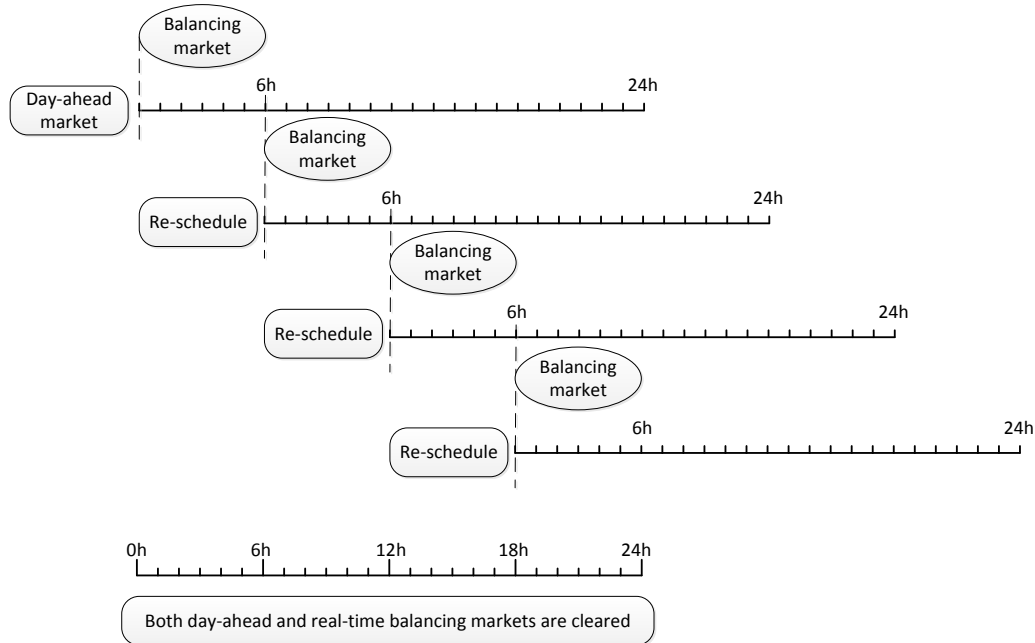 Balancing
market
6h
24h
Day-ahead
market
Balancing
market
6h
24h
Re-schedule
Balancing
market
6h
24h
Re-schedule
Balancing
market
6h
24h
Re-schedule
0h
6h
12h
18h
24h
Both day-ahead and real-time balancing markets are cleared